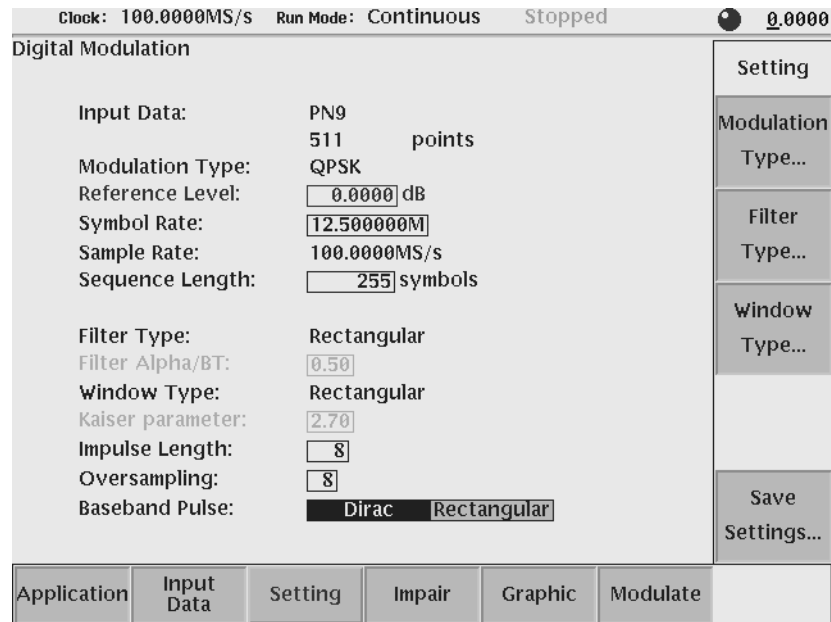 Clock: 100.0000MS/s Run Mode: Continuous Stopped 0.0000
Digital Modulation
Input Data: PN9
511 points
Modulation Type: QPSK
Reference Level: 0.0000 dB
Symbol Rate: 12.500000M
Sample Rate: 100.0000MS/s
Sequence Length: 255 symbols
Filter Type: Rectangular
Filter Alpha/BT: 0.50
Window Type: Rectangular
Kaiser parameter: 2.70
Impulse Length: 8
Oversampling: 8
Baseband Pulse: Dirac Rectangular
Setting
Modulation
Type...
Filter
Type...
Window
Type...
Save
Settings...
Application
Input
Data
Setting
Impair
Graphic
Modulate